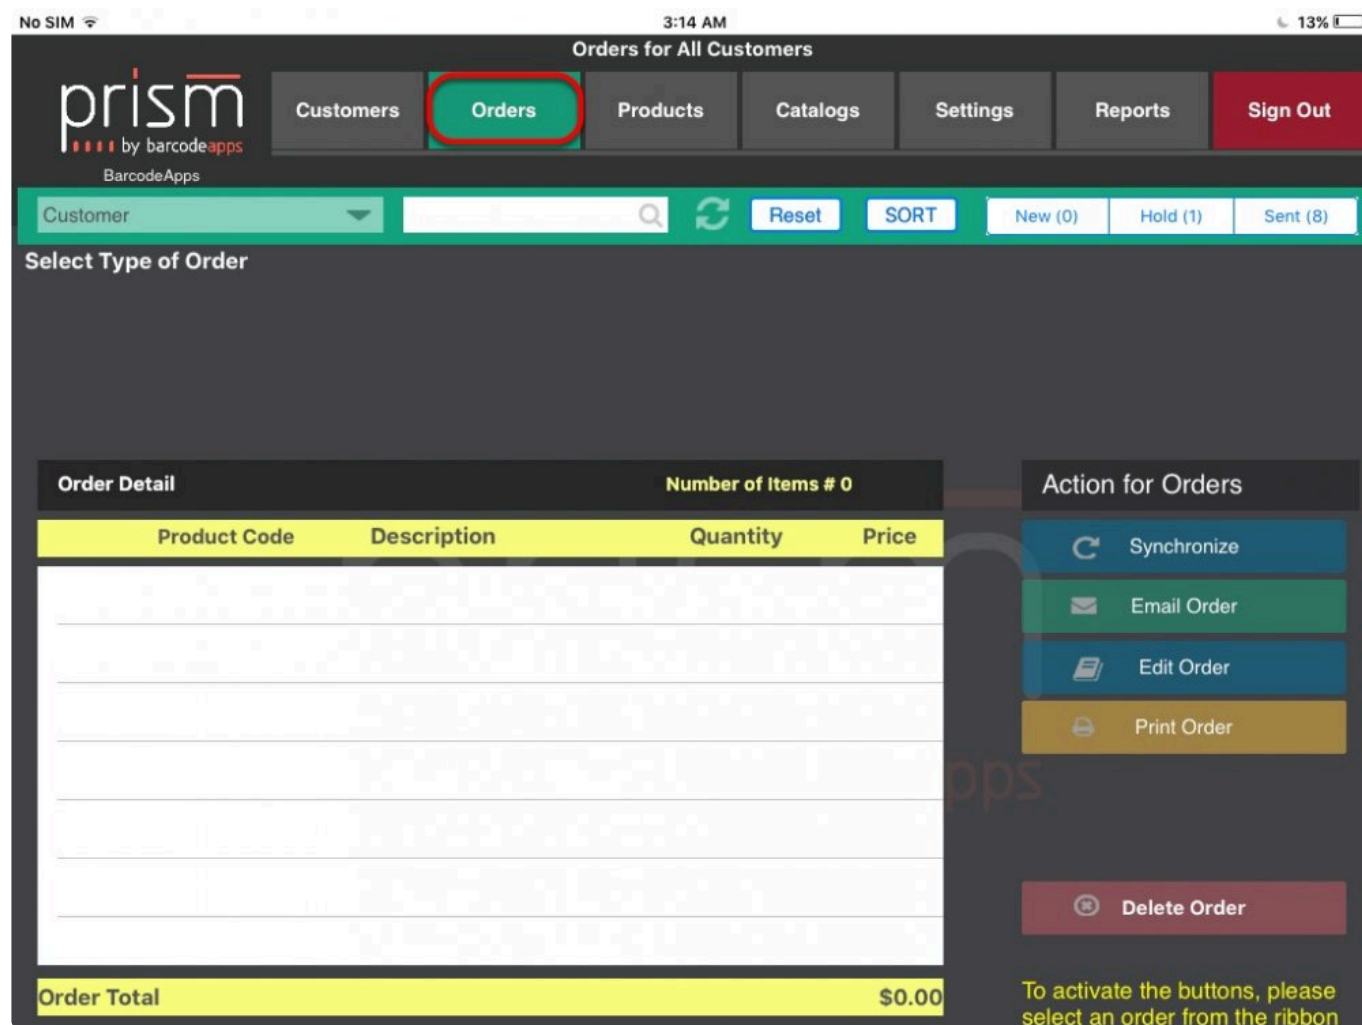 No SIM 3:14 AM 13%
Orders for All Customers
prism
by barcodeapps
BarcodeApps
Customers Orders Products Catalogs Settings Reports Sign Out
Customer Reset SORT New (0) Hold (1) Sent (8)
Select Type of Order
Order Detail Number of Items # 0
Product Code Description Quantity Price
Order Total $0.00
Action for Orders
Synchronize
Email Order
Edit Order
Print Order
Delete Order
To activate the buttons, please
select an order from the ribbon